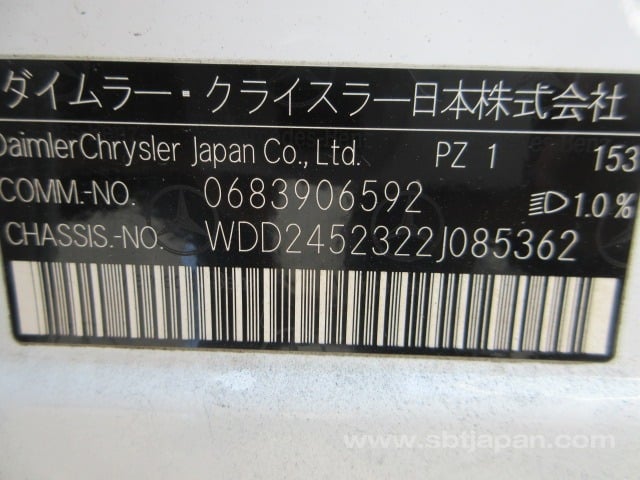 ダイムラー・クライスラー日本株式会社
DaimlerChrysler Japan Co., Ltd. PZ 1 153
COMM.-NO. 0683906592 1.0%
CHASSIS.-NO. WDD2452322J085362
www.sbtjapan.com